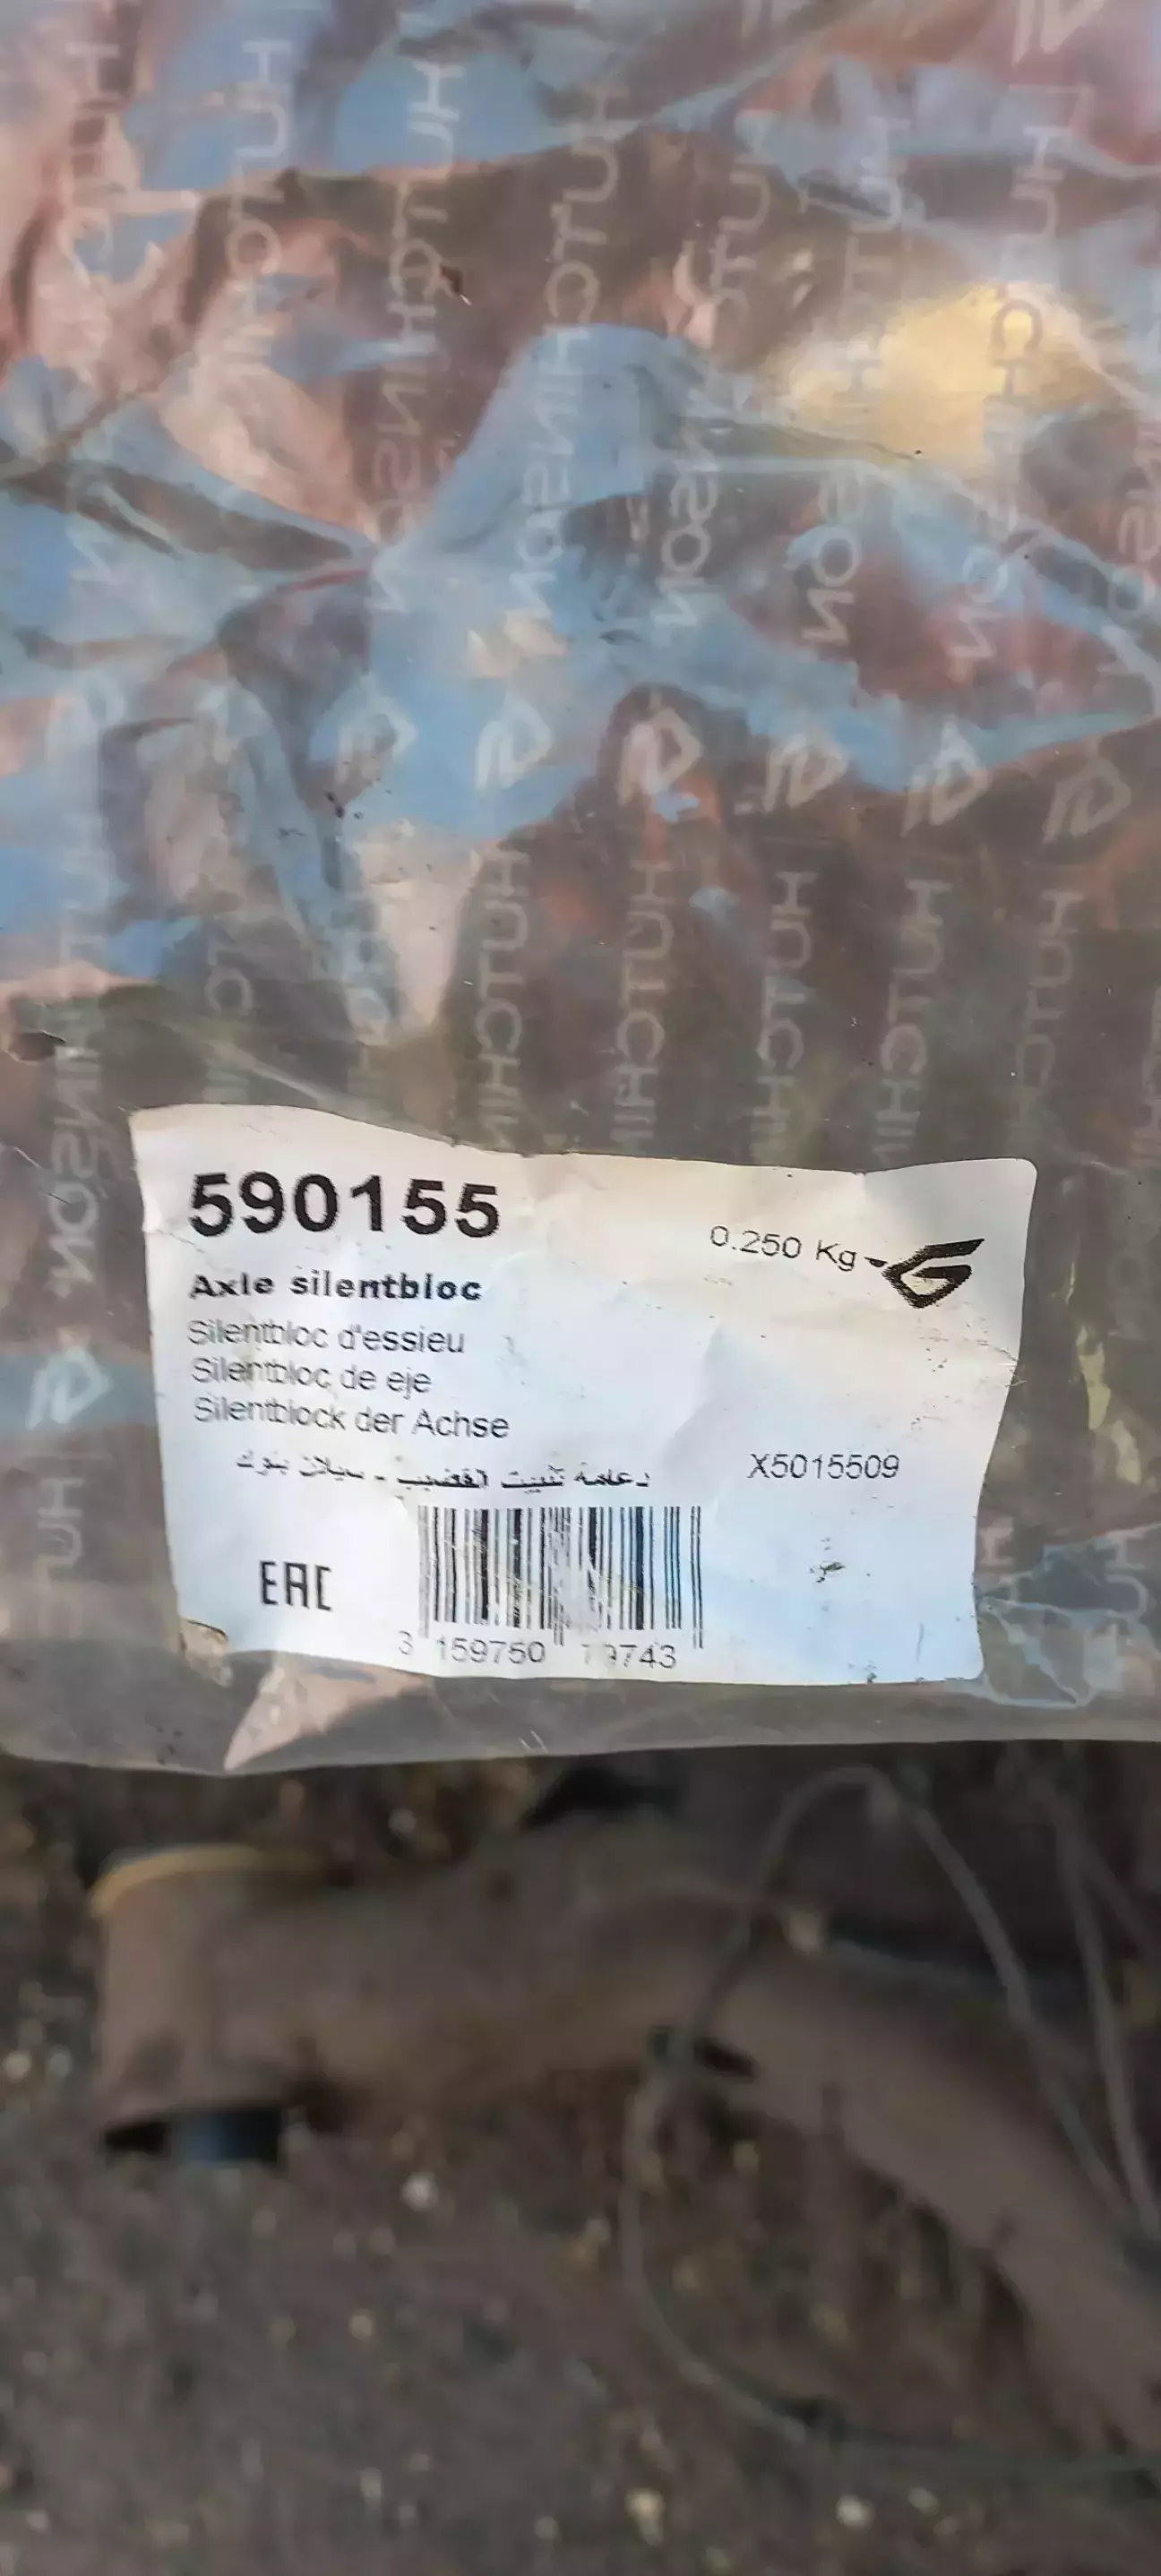 HUTCHINSON
590155
0.250 Kg
Axle silentbloc
Silentbloc d'essieu
Silentbloc de eje
Silentblock der Achse
دعامة تثبيت القضيب - سيلان بلوك
X5015509
EAC
3 159750